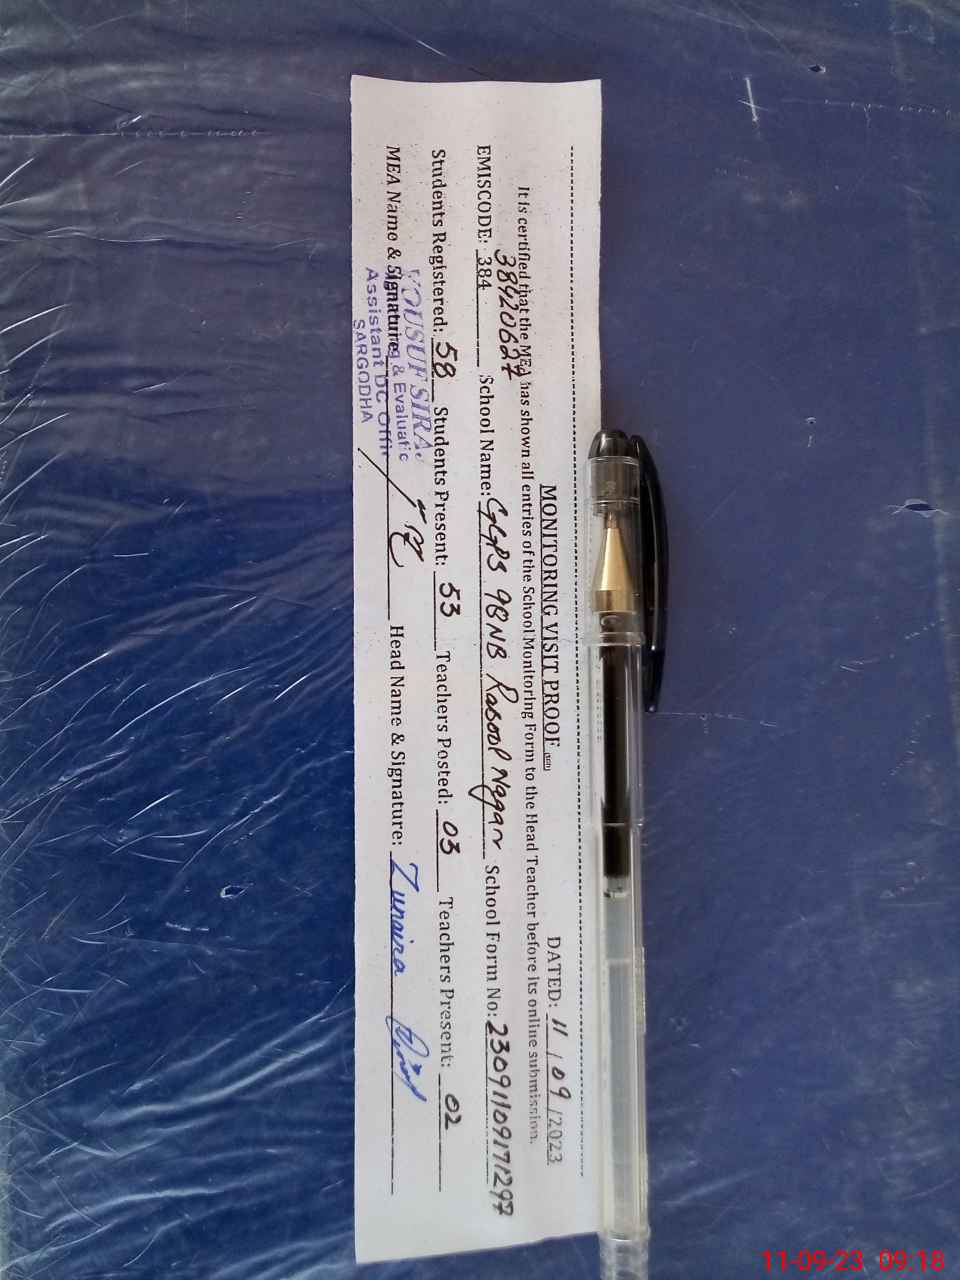 MONITORING VISIT PROOF DATED: 11/09/2023
It is certified that the MEA has shown all entries of the School Monitoring Form to the Head Teacher before its online submission.
38420627
EMISCODE: 384 School Name: GGPS 98NB Rasool Nagar School Form No: 23091109171297
Students Registered: 58 Students Present: 53 Teachers Posted: 03 Teachers Present: 02
YOUSUF SIRAJ
MEA Name & Signature Head Name & Signature: Zunaira
& Evaluatio
Assistant DC Offi
SARGODHA
11-09-23 09:18